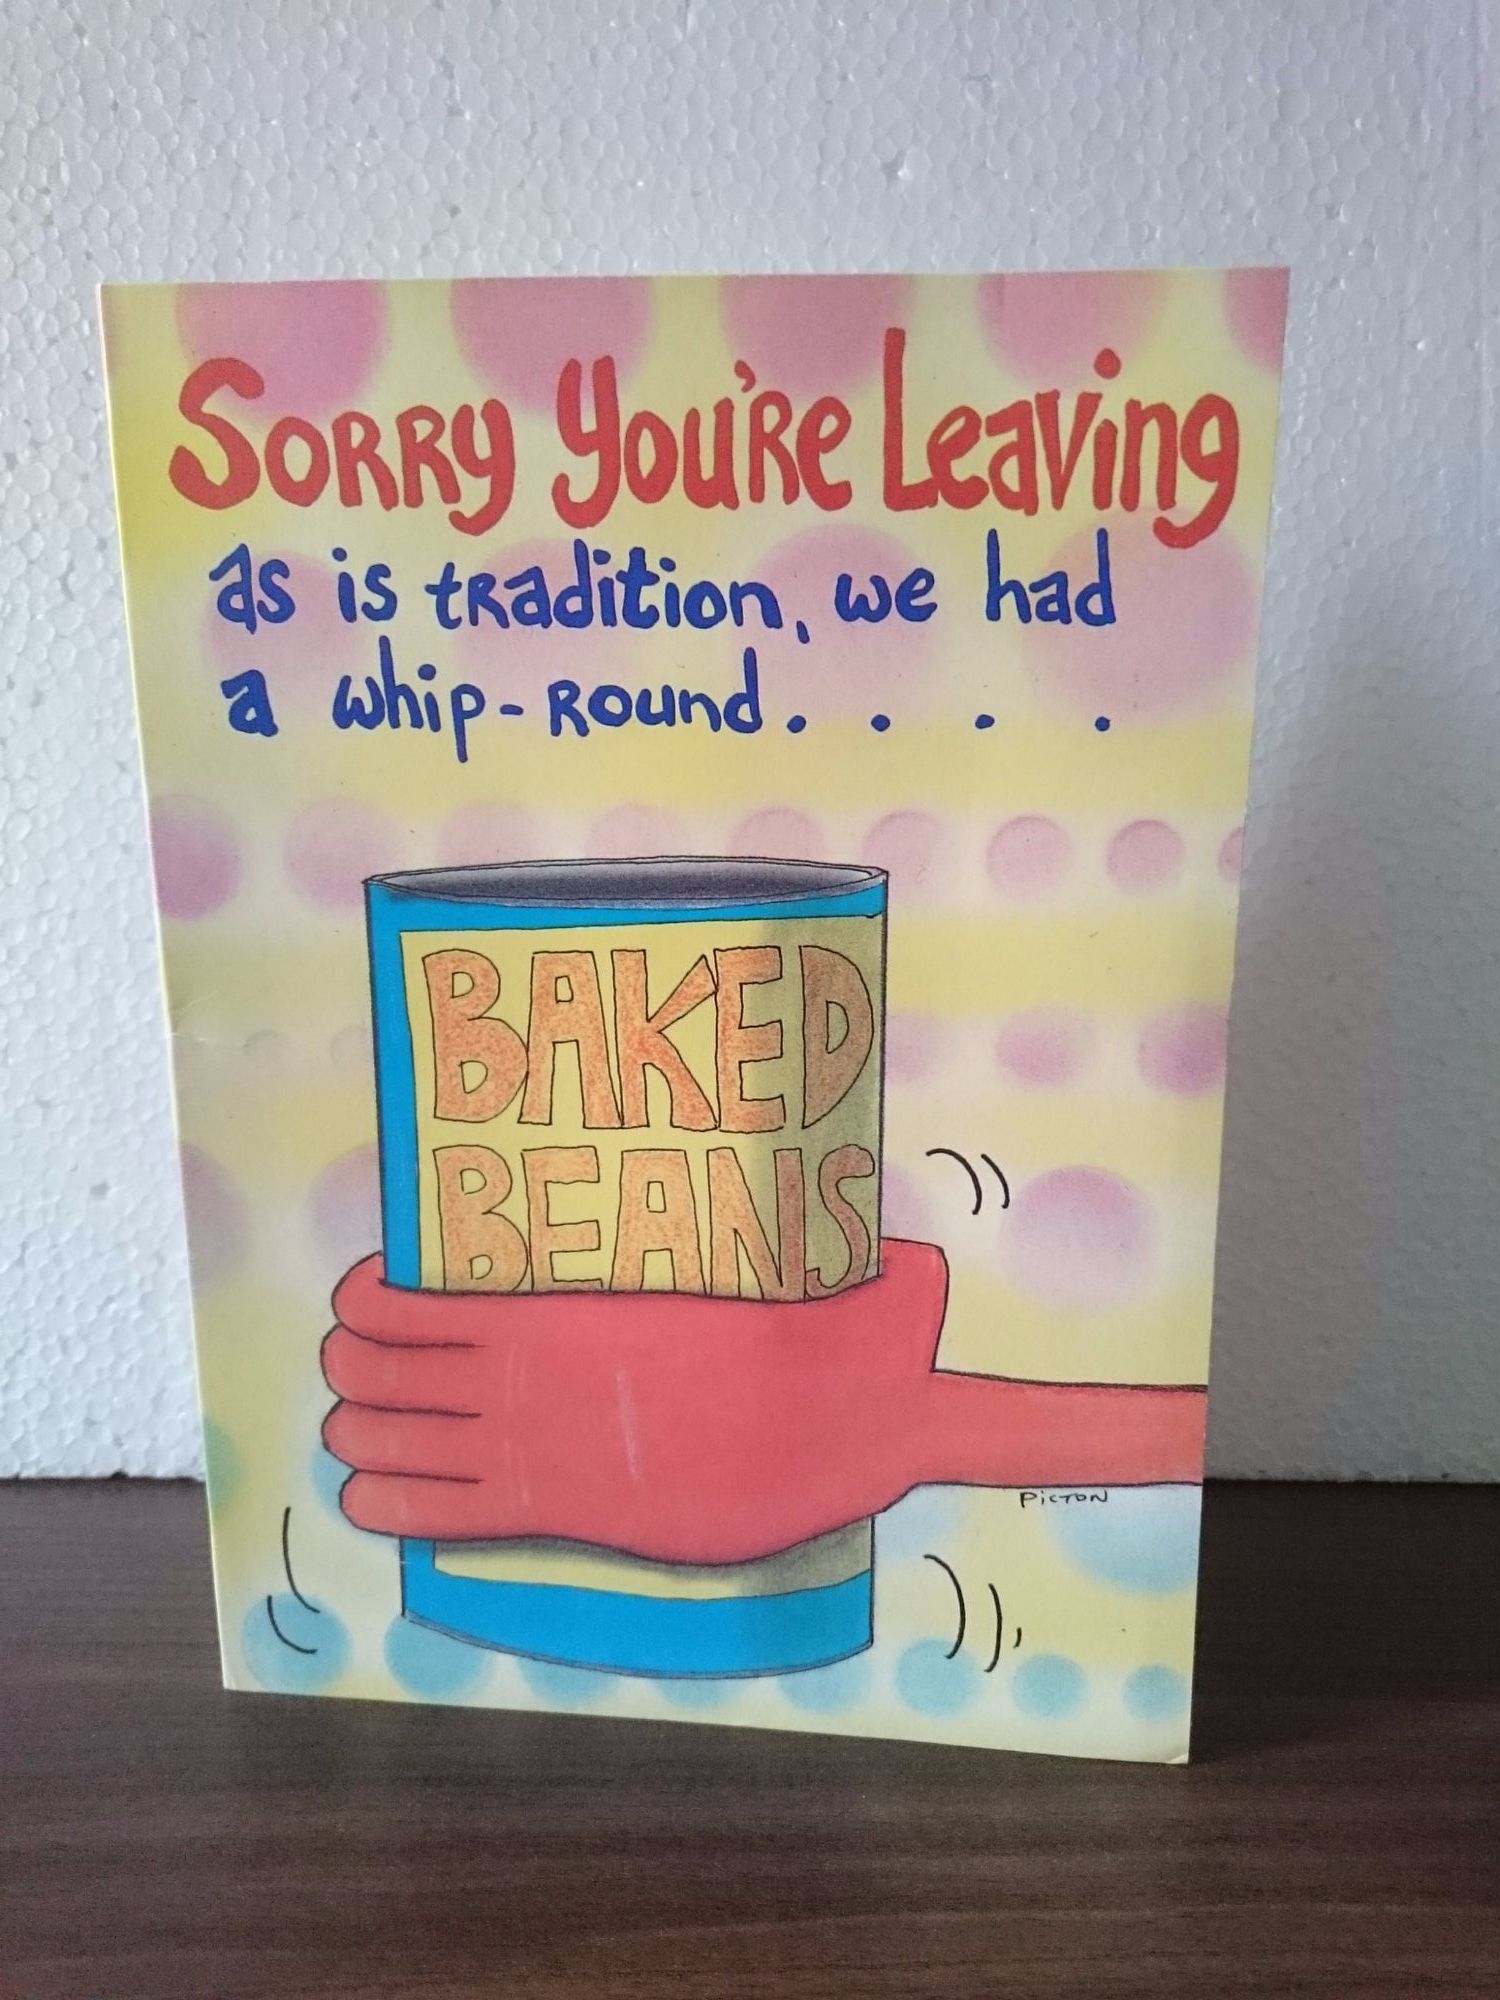 Sorry You're Leaving
as is tradition, we had
a whip-Round....
BAKED
BEANS
PICTON